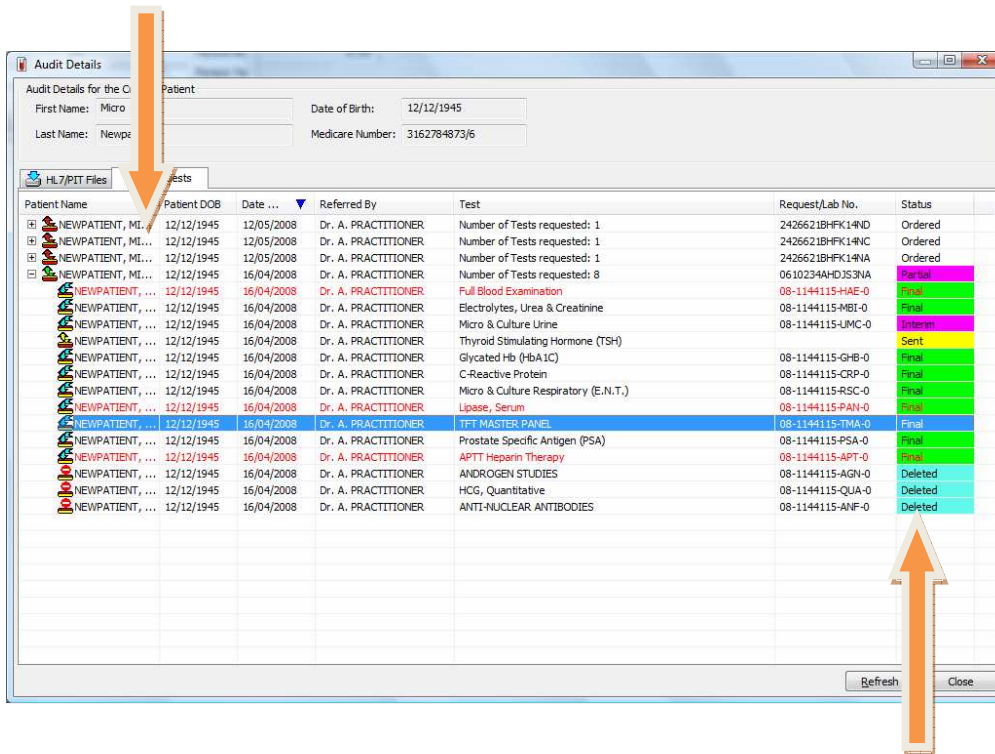 Audit Details
Audit Details for the C Patient
First Name: Micro Date of Birth: 12/12/1945
Last Name: Newpa Medicare Number: 3162784873/6
HL7/PIT Files ests
Patient Name Patient DOB Date ... Referred By Test Request/Lab No. Status
NEWPATIENT, MI... 12/12/1945 12/05/2008 Dr. A. PRACTITIONER Number of Tests requested: 1 2426621BHFK14ND Ordered
NEWPATIENT, MI... 12/12/1945 12/05/2008 Dr. A. PRACTITIONER Number of Tests requested: 1 2426621BHFK14NC Ordered
NEWPATIENT, MI... 12/12/1945 12/05/2008 Dr. A. PRACTITIONER Number of Tests requested: 1 2426621BHFK14NA Ordered
NEWPATIENT, MI... 12/12/1945 16/04/2008 Dr. A. PRACTITIONER Number of Tests requested: 8 0610234AHDJS3NA Partial
NEWPATIENT, ... 12/12/1945 16/04/2008 Dr. A. PRACTITIONER Full Blood Examination 08-1144115-HAE-0 Final
NEWPATIENT, ... 12/12/1945 16/04/2008 Dr. A. PRACTITIONER Electrolytes, Urea & Creatinine 08-1144115-MBI-0 Final
NEWPATIENT, ... 12/12/1945 16/04/2008 Dr. A. PRACTITIONER Micro & Culture Urine 08-1144115-UMC-0 Interim
NEWPATIENT, ... 12/12/1945 16/04/2008 Dr. A. PRACTITIONER Thyroid Stimulating Hormone (TSH) Sent
NEWPATIENT, ... 12/12/1945 16/04/2008 Dr. A. PRACTITIONER Glycated Hb (HbA1C) 08-1144115-GHB-0 Final
NEWPATIENT, ... 12/12/1945 16/04/2008 Dr. A. PRACTITIONER C-Reactive Protein 08-1144115-CRP-0 Final
NEWPATIENT, ... 12/12/1945 16/04/2008 Dr. A. PRACTITIONER Micro & Culture Respiratory (E.N.T.) 08-1144115-RSC-0 Final
NEWPATIENT, ... 12/12/1945 16/04/2008 Dr. A. PRACTITIONER Lipase, Serum 08-1144115-PAN-0 Final
NEWPATIENT, ... 12/12/1945 16/04/2008 Dr. A. PRACTITIONER TFT MASTER PANEL 08-1144115-TMA-0 Final
NEWPATIENT, ... 12/12/1945 16/04/2008 Dr. A. PRACTITIONER Prostate Specific Antigen (PSA) 08-1144115-PSA-0 Final
NEWPATIENT, ... 12/12/1945 16/04/2008 Dr. A. PRACTITIONER APTT Heparin Therapy 08-1144115-APT-0 Final
NEWPATIENT, ... 12/12/1945 16/04/2008 Dr. A. PRACTITIONER ANDROGEN STUDIES 08-1144115-AGN-0 Deleted
NEWPATIENT, ... 12/12/1945 16/04/2008 Dr. A. PRACTITIONER HCG, Quantitative 08-1144115-QUA-0 Deleted
NEWPATIENT, ... 12/12/1945 16/04/2008 Dr. A. PRACTITIONER ANTI-NUCLEAR ANTIBODIES 08-1144115-ANF-0 Deleted
Refresh Close